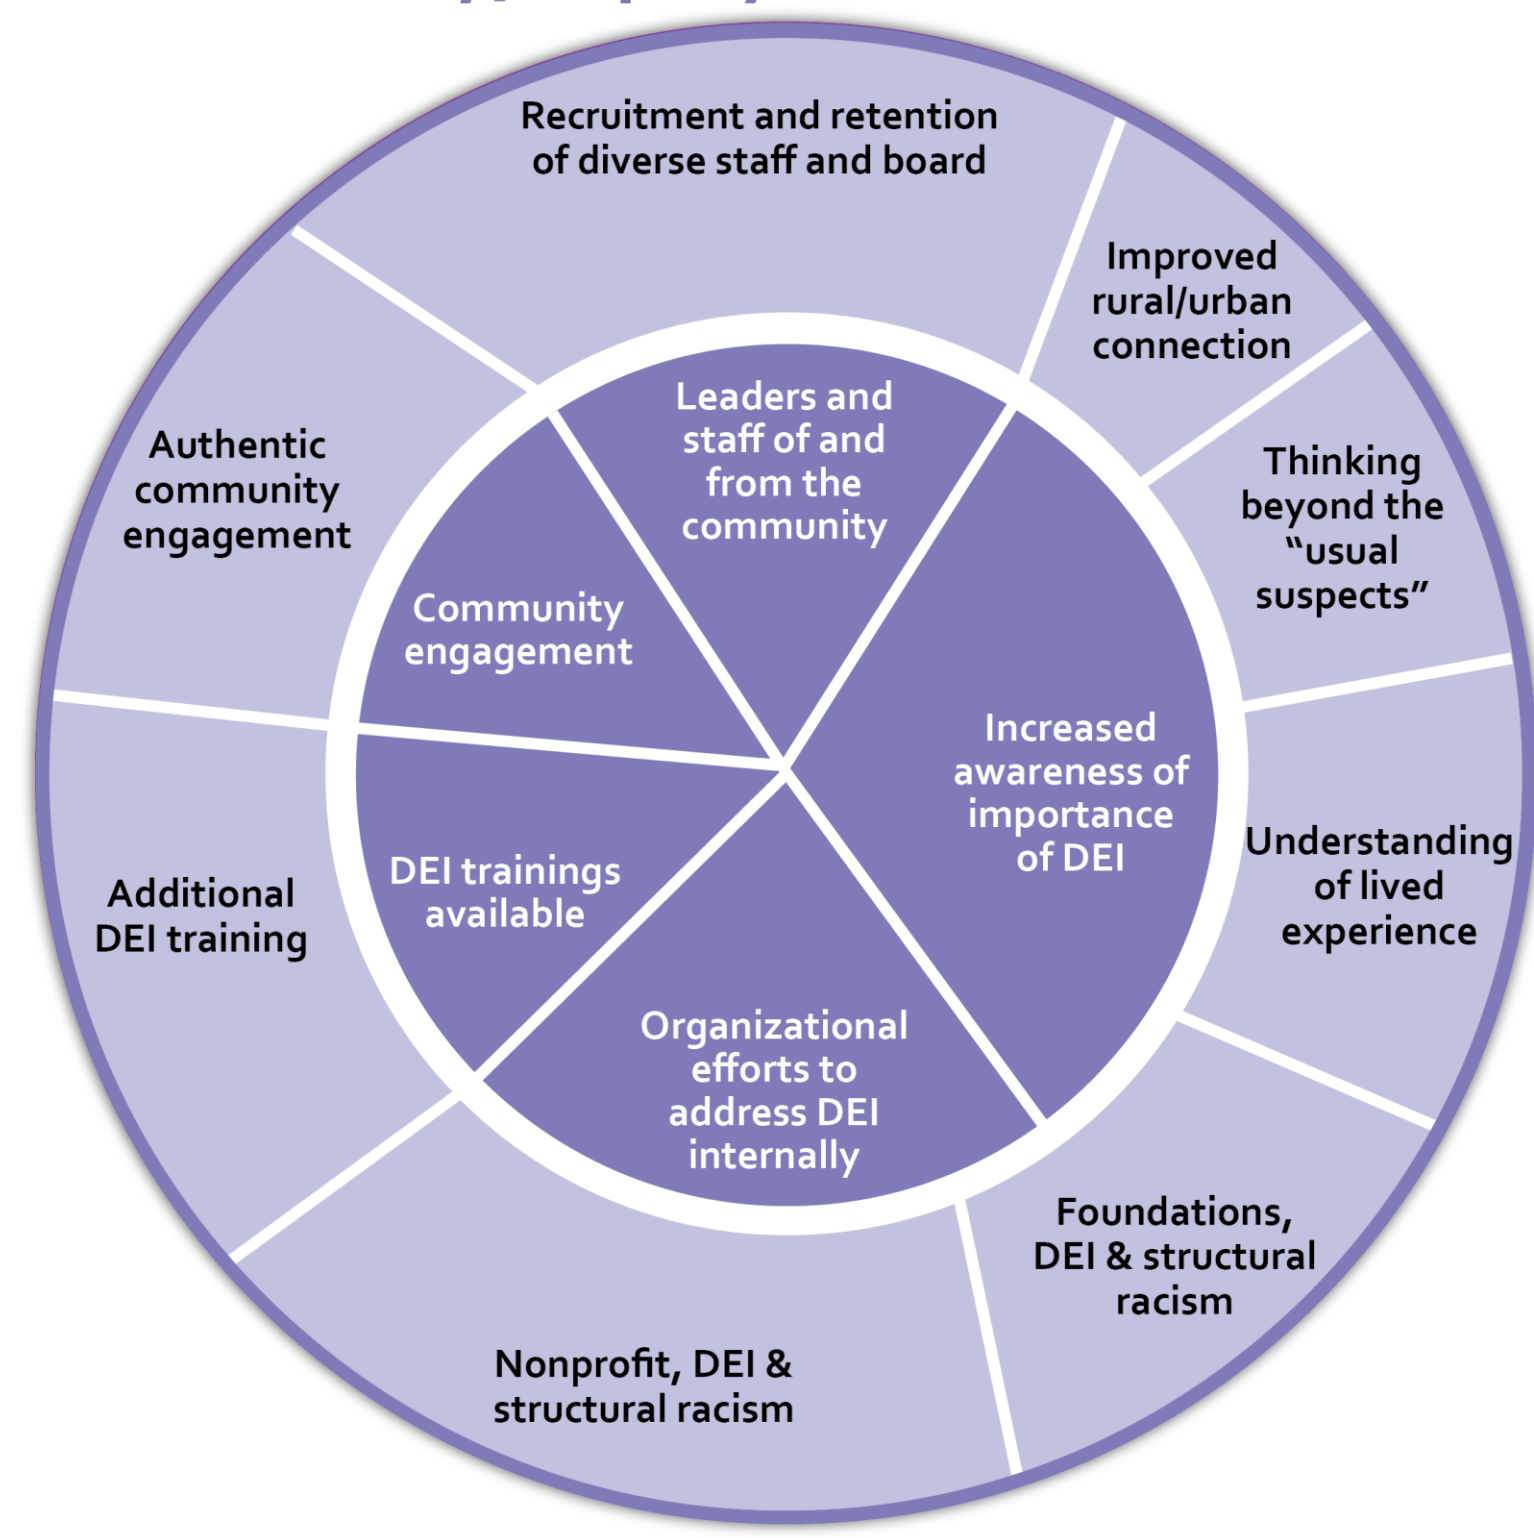 Recruitment and retention
of diverse staff and board
Improved
rural/urban
connection
Thinking
beyond the
“usual
suspects”
Understanding
of lived
experience
Foundations,
DEI & structural
racism
Nonprofit, DEI &
structural racism
Additional
DEI training
Authentic
community
engagement
Leaders and
staff of and
from the
community
Increased
awareness of
importance
of DEI
Organizational
efforts to
address DEI
internally
DEI trainings
available
Community
engagement